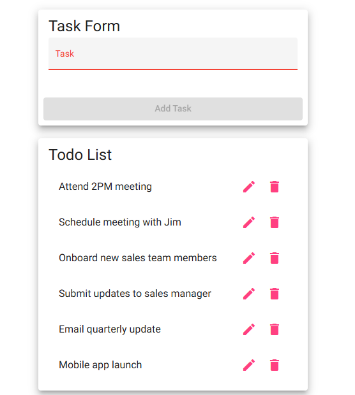 Task Form
Task
Add Task
Todo List
Attend 2PM meeting
Schedule meeting with Jim
Onboard new sales team members
Submit updates to sales manager
Email quarterly update
Mobile app launch